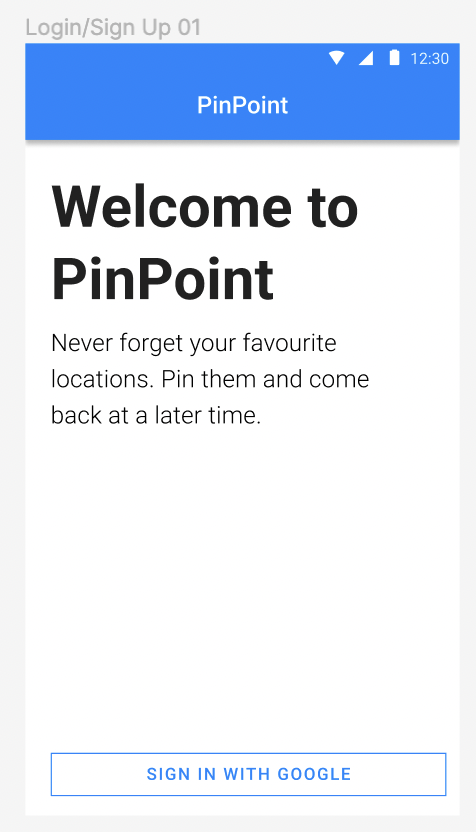 Login/Sign Up 01
12:30
PinPoint
Welcome to
PinPoint
Never forget your favourite
locations. Pin them and come
back at a later time.
SIGN IN WITH GOOGLE